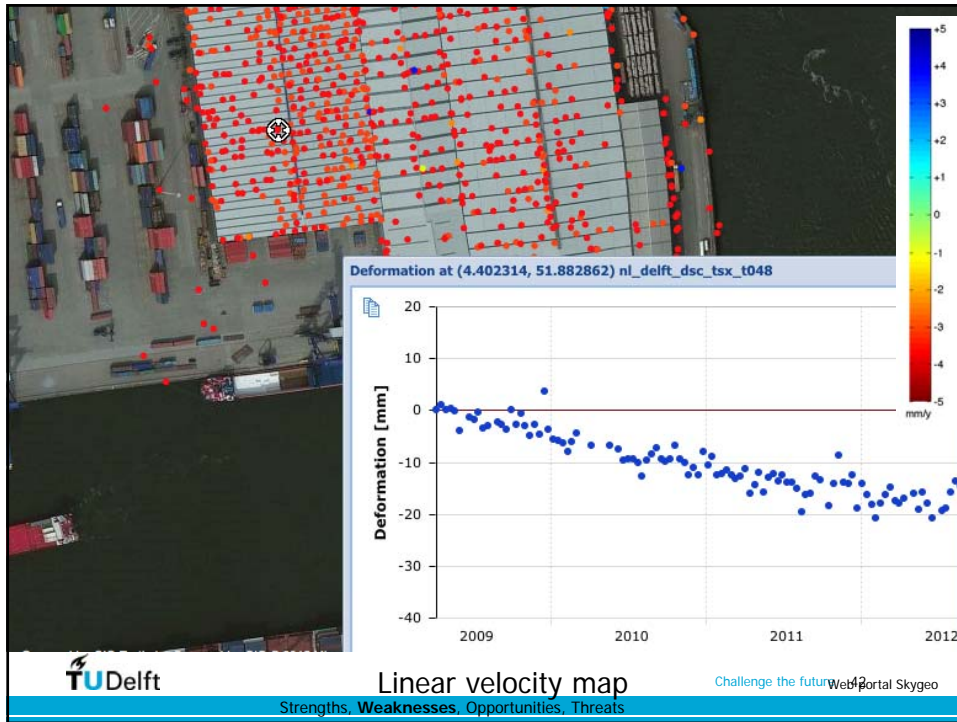 +5
+4
+3
+2
+1
0
-1
-2
-3
-4
-5
mm/y
Deformation at (4.402314, 51.882862) nl_delft_dsc_tsx_t048
Deformation [mm]
20
10
0
-10
-20
-30
-40
2009
2010
2011
2012
TUDelft
Linear velocity map
Challenge the future
42
Web portal Skygeo
Strengths, Weaknesses, Opportunities, Threats